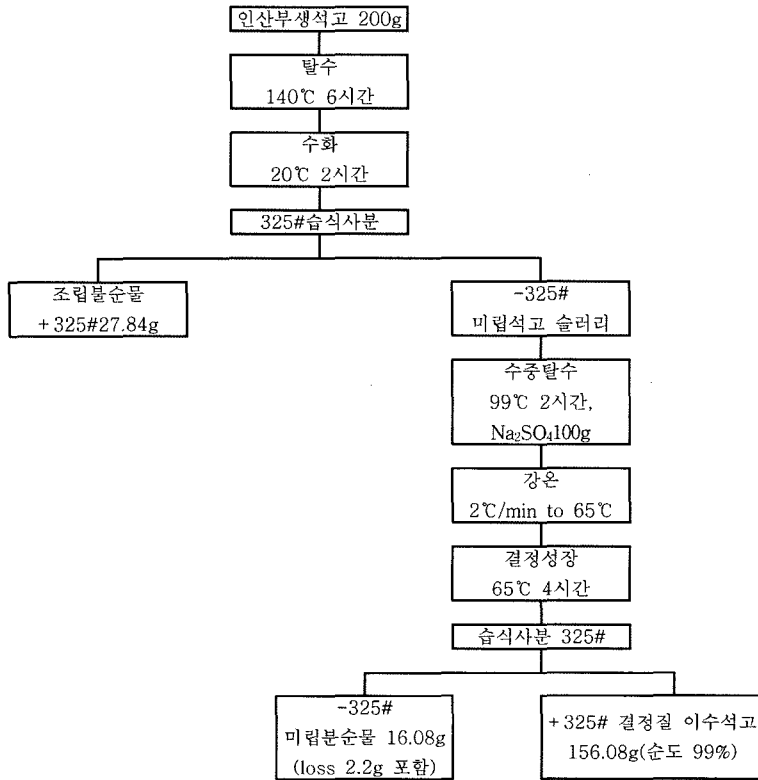 인산부생석고 200g
탈수
140℃ 6시간
수화
20℃ 2시간
325#습식사분
조립불순물
+325#27.84g
-325#
미립석고 슬러리
수중탈수
99℃ 2시간,
Na₂SO₄100g
강온
2℃/min to 65℃
결정성장
65℃ 4시간
습식사분 325#
-325#
미립분순물 16.08g
(loss 2.2g 포함)
+325# 결정질 이수석고
156.08g(순도 99%)